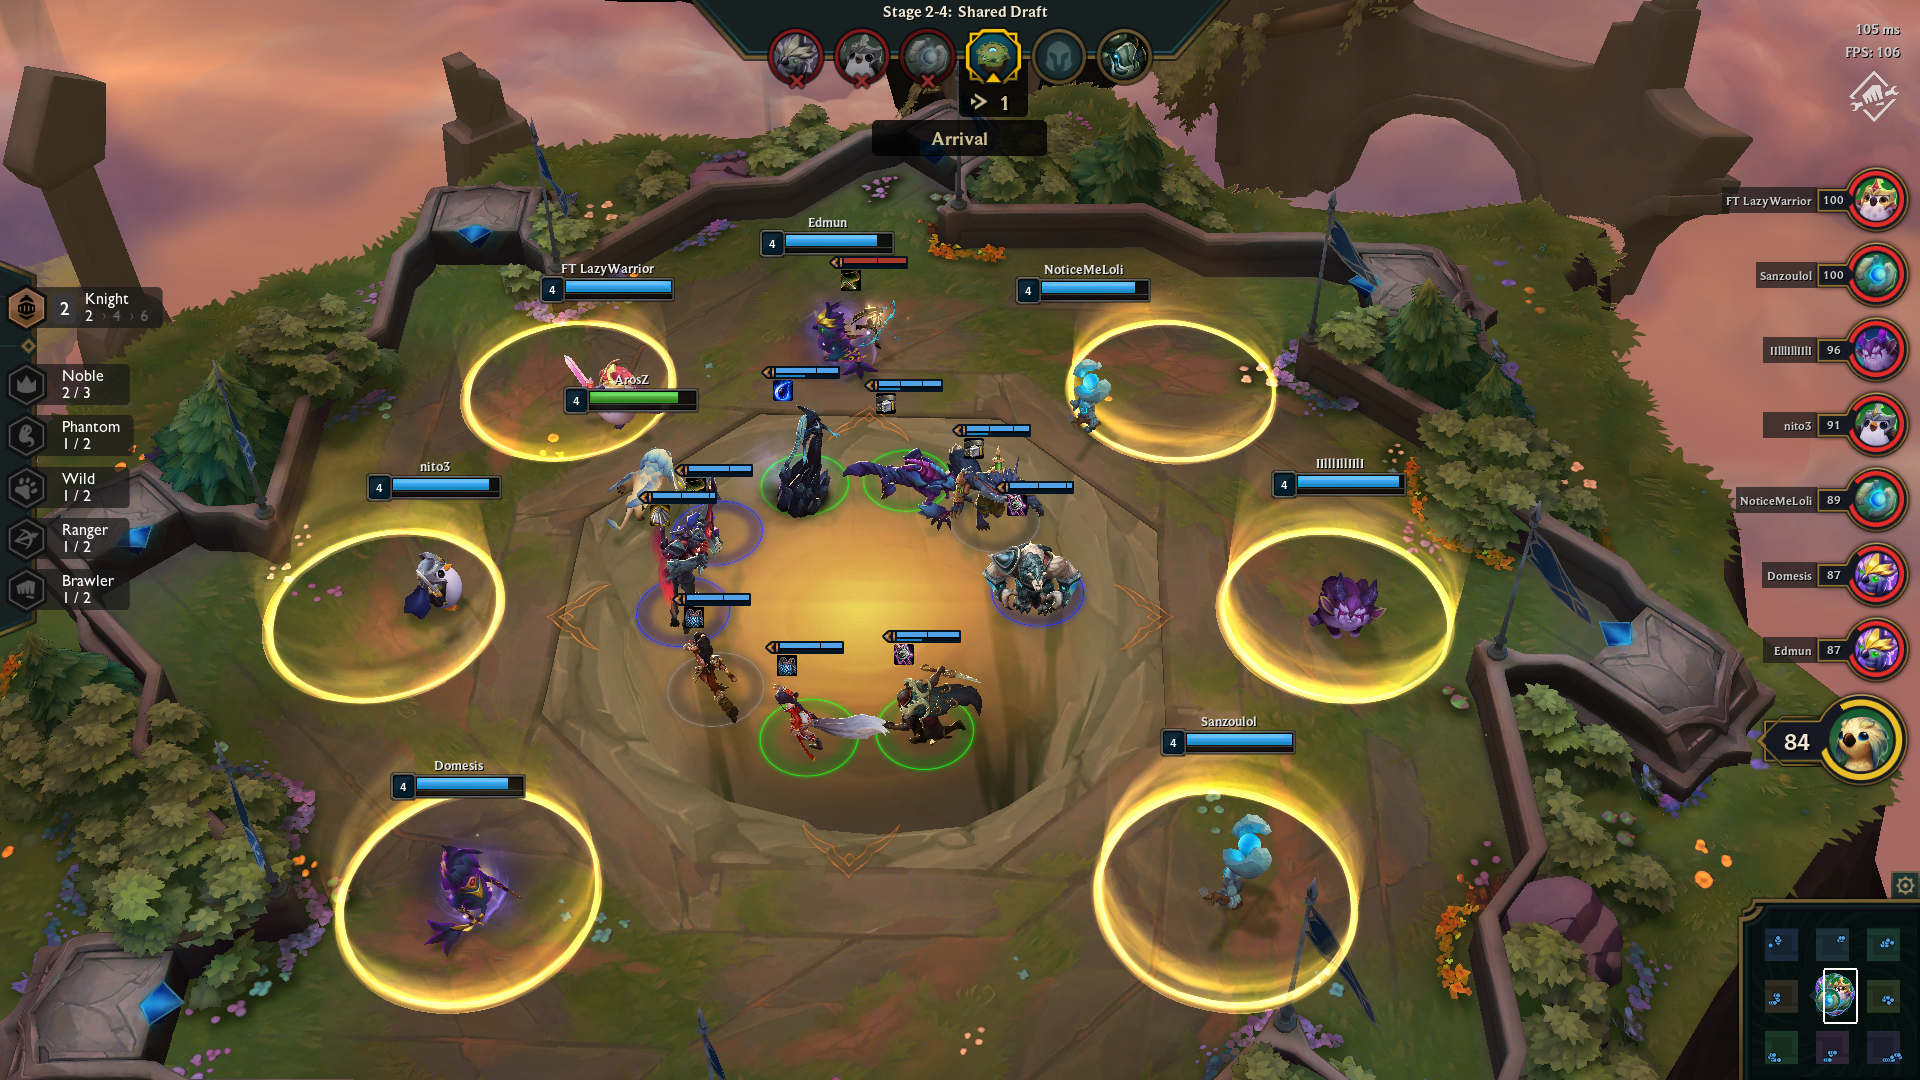 Stage 2-4: Shared Draft
105 ms
FPS: 106
1
Arrival
Edmun
4
FT LazyWarrior
4
NoticeMeLoli
4
FT LazyWarrior
100
Sanzoulol
100
96
nito3
91
NoticeMeLoli
89
Domesis
87
Edmun
87
84
2
Knight
2 › 4 › 6
Noble
2 / 3
Phantom
1 / 2
Wild
1 / 2
Ranger
1 / 2
Brawler
1 / 2
ArosZ
4
nito3
4
4
Sanzoulol
4
Domesis
4